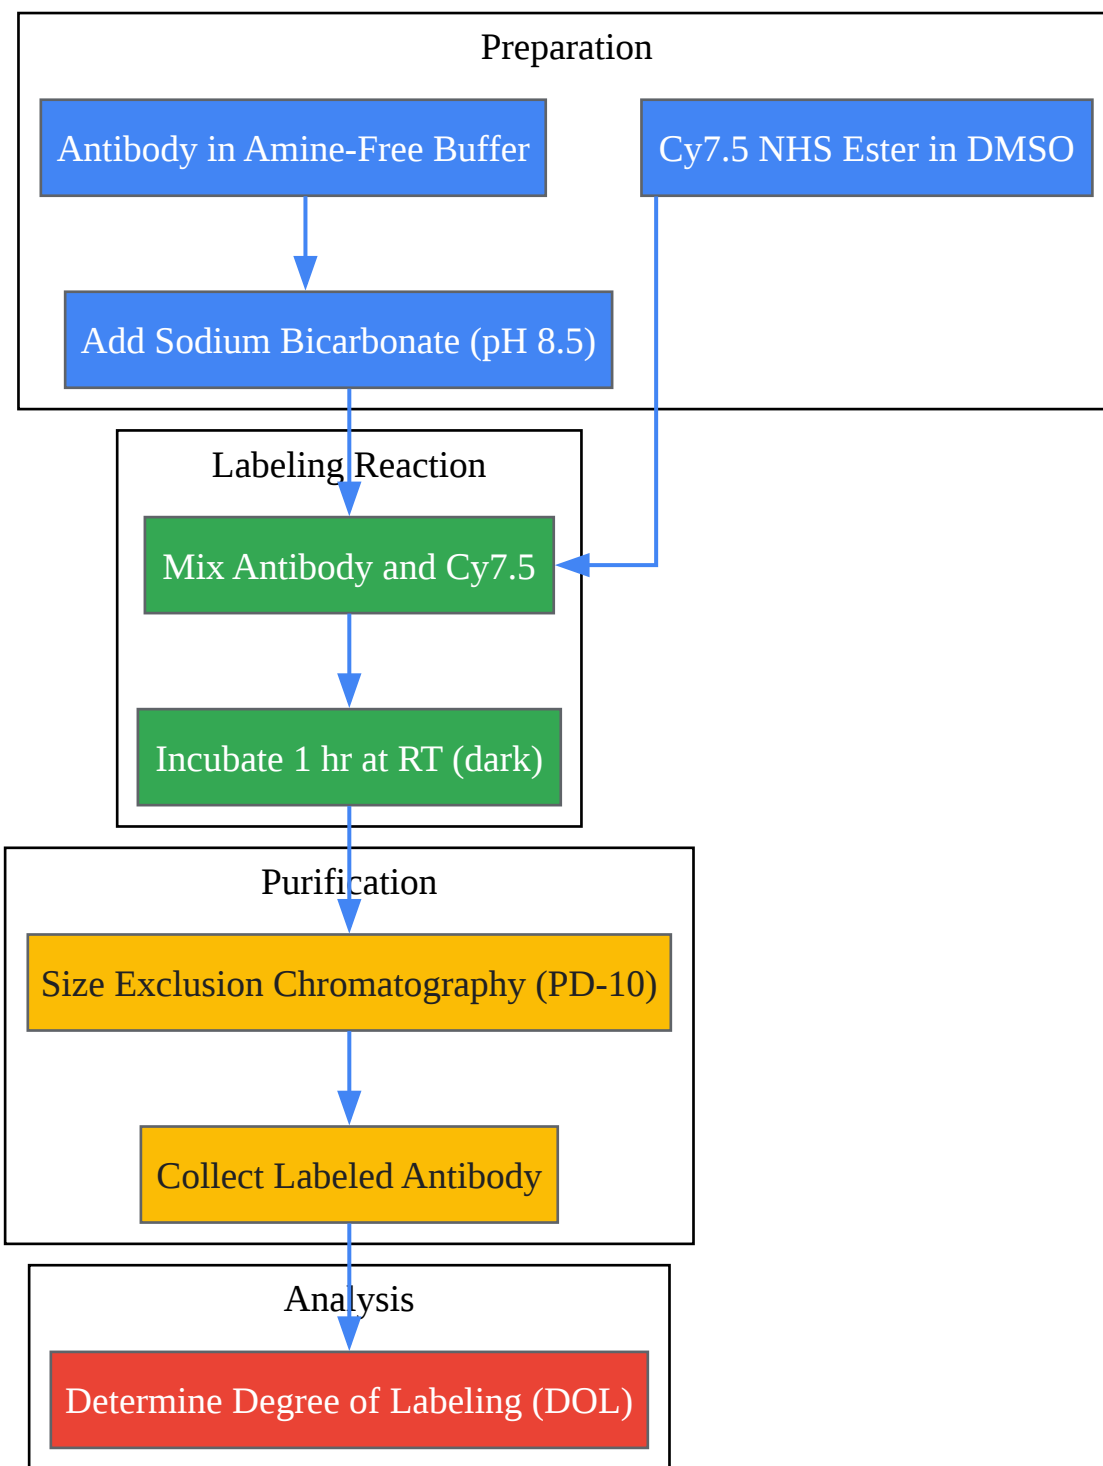 Preparation
Antibody in Amine-Free Buffer
Cy7.5 NHS Ester in DMSO
Add Sodium Bicarbonate (pH 8.5)
Labeling Reaction
Mix Antibody and Cy7.5
Incubate 1 hr at RT (dark)
Purification
Size Exclusion Chromatography (PD-10)
Collect Labeled Antibody
Analysis
Determine Degree of Labeling (DOL)